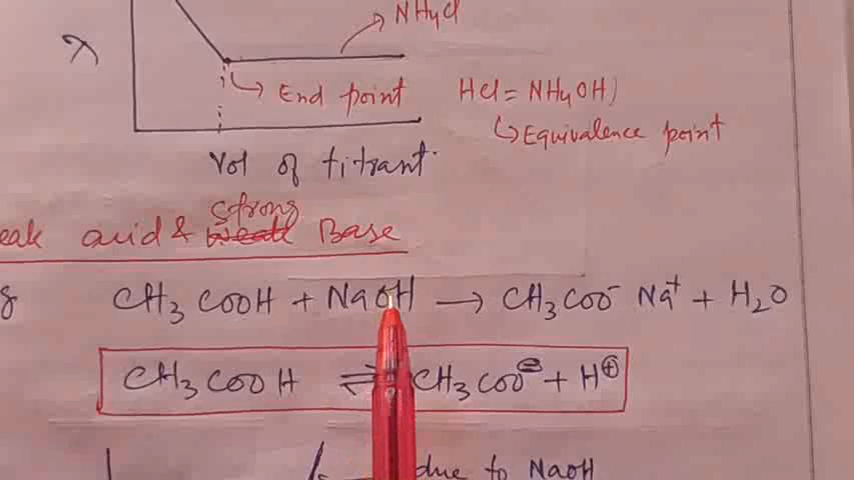 NH4Cl
λ
End point HCl = NH4OH)
Equivalence point
Vol of titrant
strong
eak acid & weak Base
g CH3COOH + NaOH → CH3COO⁻ Na⁺ + H2O
CH3COOH ⇌ CH3COO⊖ + H⊕
due to NaOH